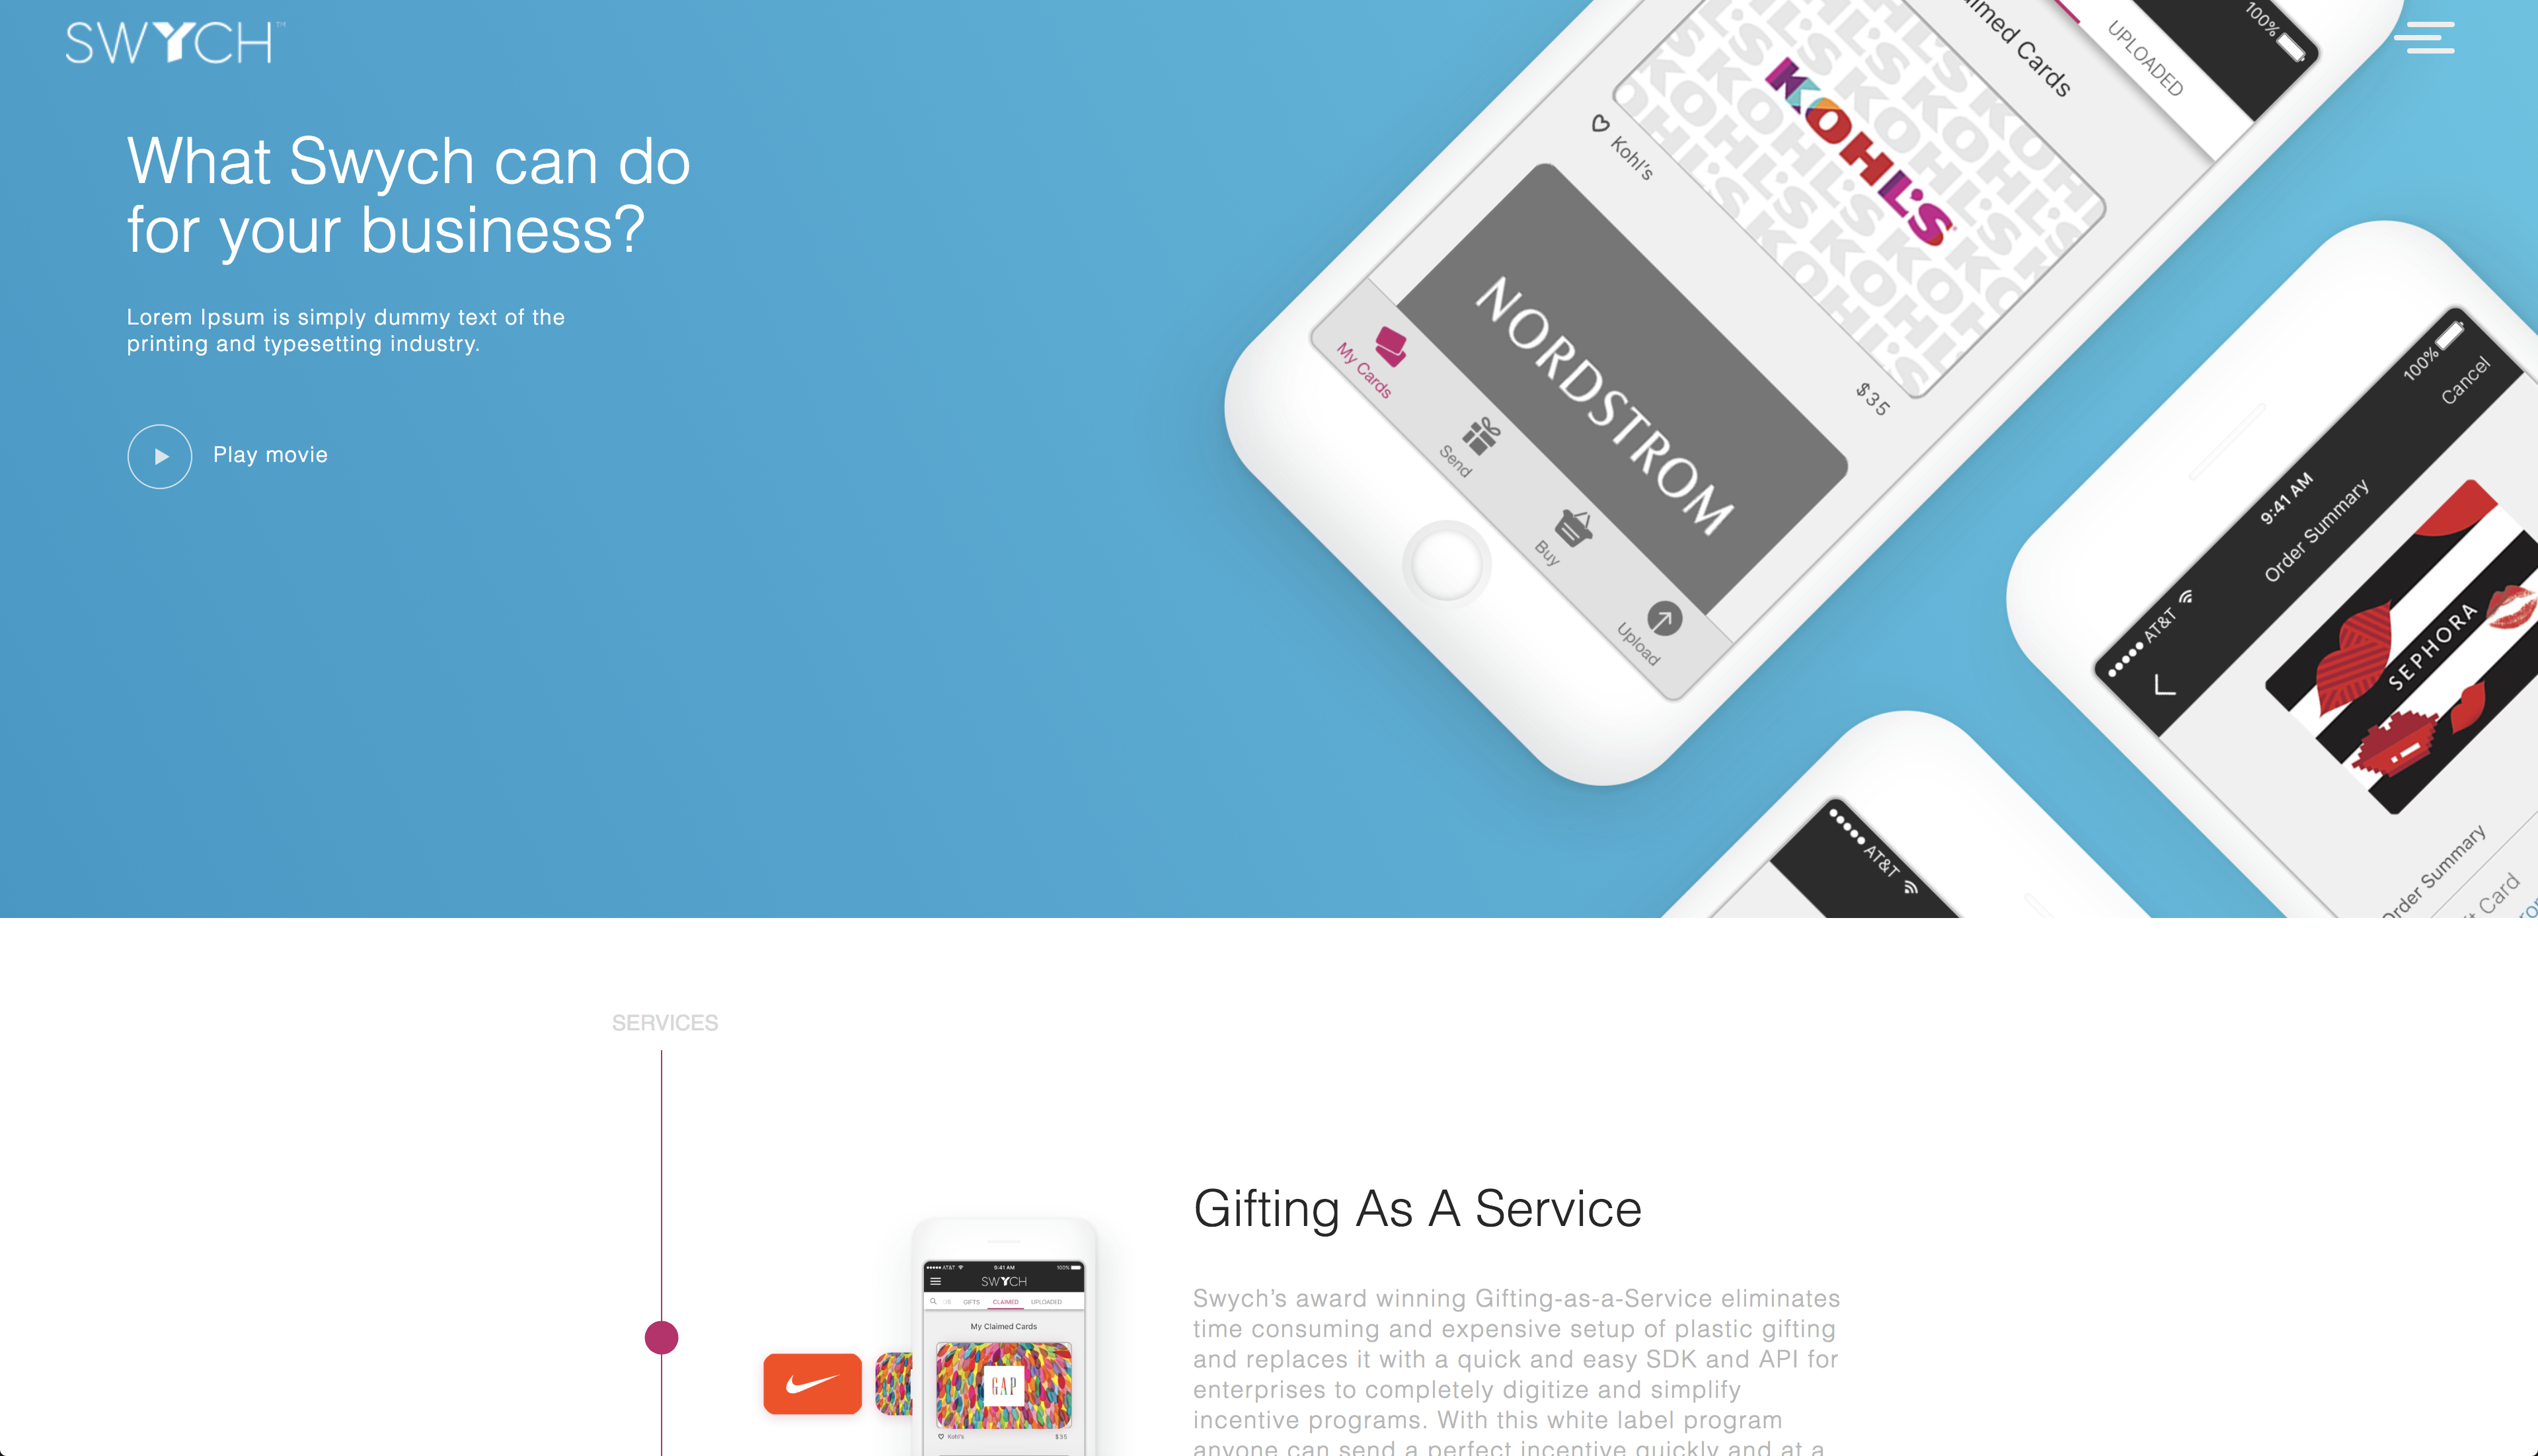 SWYCH™
What Swych can do
for your business?
Lorem Ipsum is simply dummy text of the
printing and typesetting industry.
Play movie
100%
UPLOADED
Claimed Cards
KOHL'S
Kohl's
$35
NORDSTROM
My Cards
Send
Buy
Upload
AT&T
9:41 AM
100%
Order Summary
Cancel
SEPHORA
Order Summary
Card
AT&T
SERVICES
Gifting As A Service
Swych's award winning Gifting-as-a-Service eliminates
time consuming and expensive setup of plastic gifting
and replaces it with a quick and easy SDK and API for
enterprises to completely digitize and simplify
incentive programs. With this white label program
anyone can send a perfect incentive quickly and at a
AT&T 9:41 AM 100%
SWYCH
GIFTS CLAIMED UPLOADED
My Claimed Cards
GAP
Kohl's $35